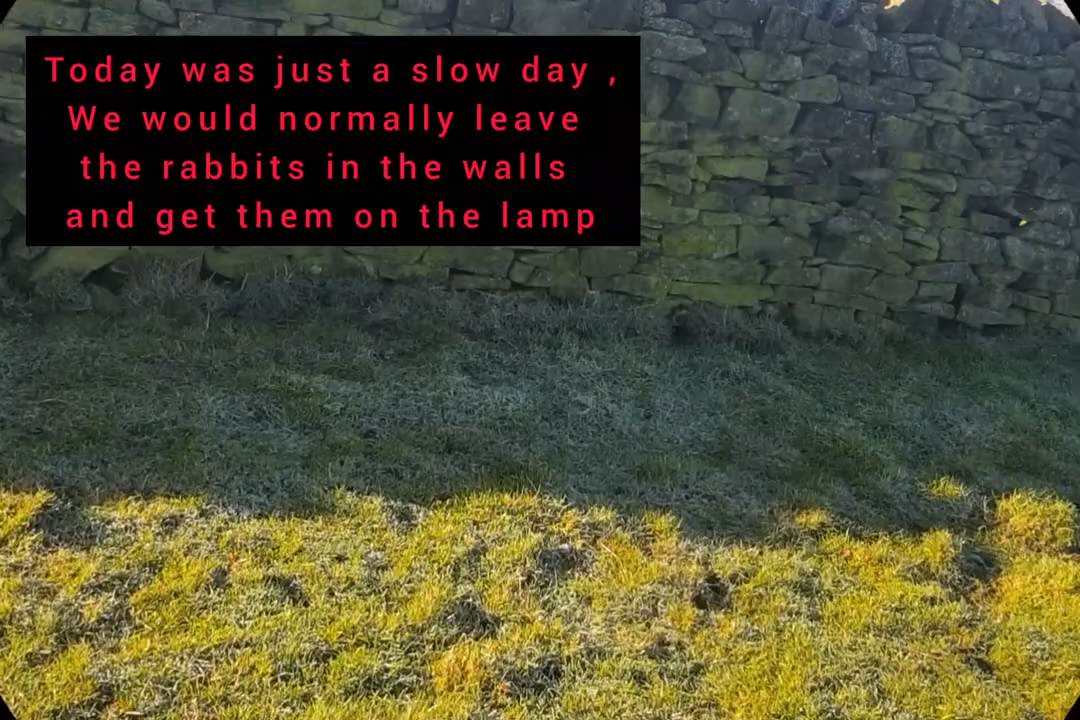 Today was just a slow day ,
We would normally leave
the rabbits in the walls
and get them on the lamp